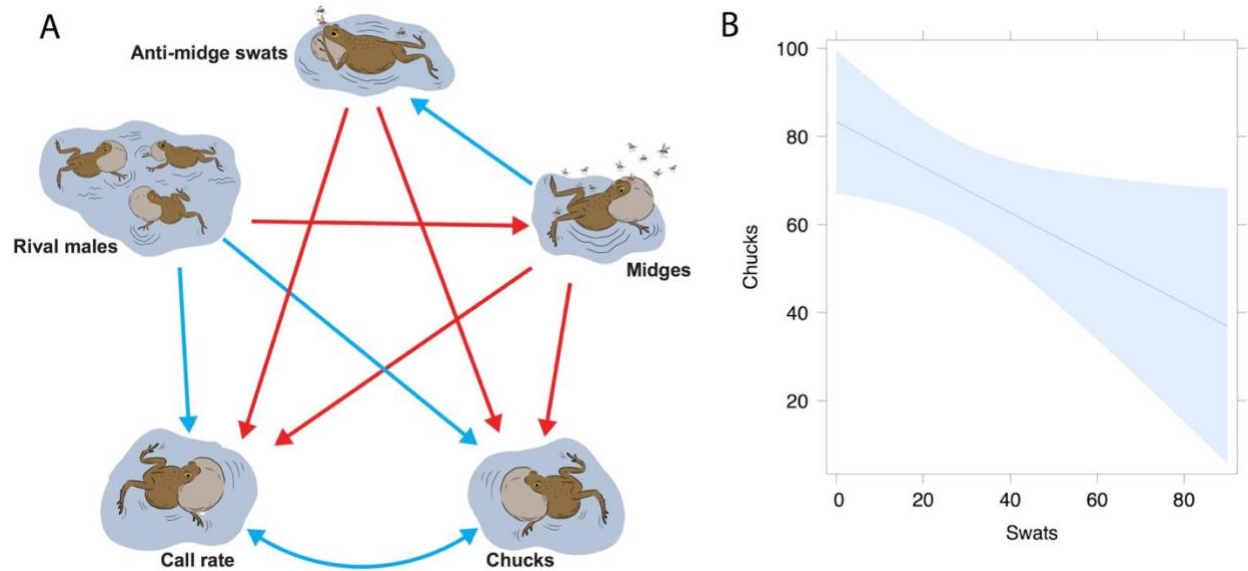 A
Anti-midge swats
Rival males
Midges
Call rate
Chucks
B
100
80
60
40
20
Chucks
0 20 40 60 80
Swats